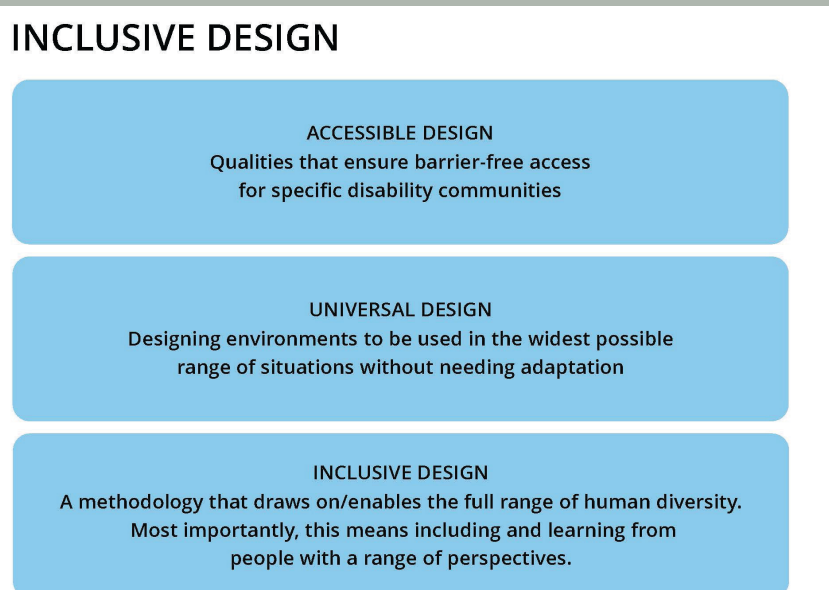 INCLUSIVE DESIGN
ACCESSIBLE DESIGN
Qualities that ensure barrier-free access
for specific disability communities
UNIVERSAL DESIGN
Designing environments to be used in the widest possible
range of situations without needing adaptation
INCLUSIVE DESIGN
A methodology that draws on/enables the full range of human diversity.
Most importantly, this means including and learning from
people with a range of perspectives.